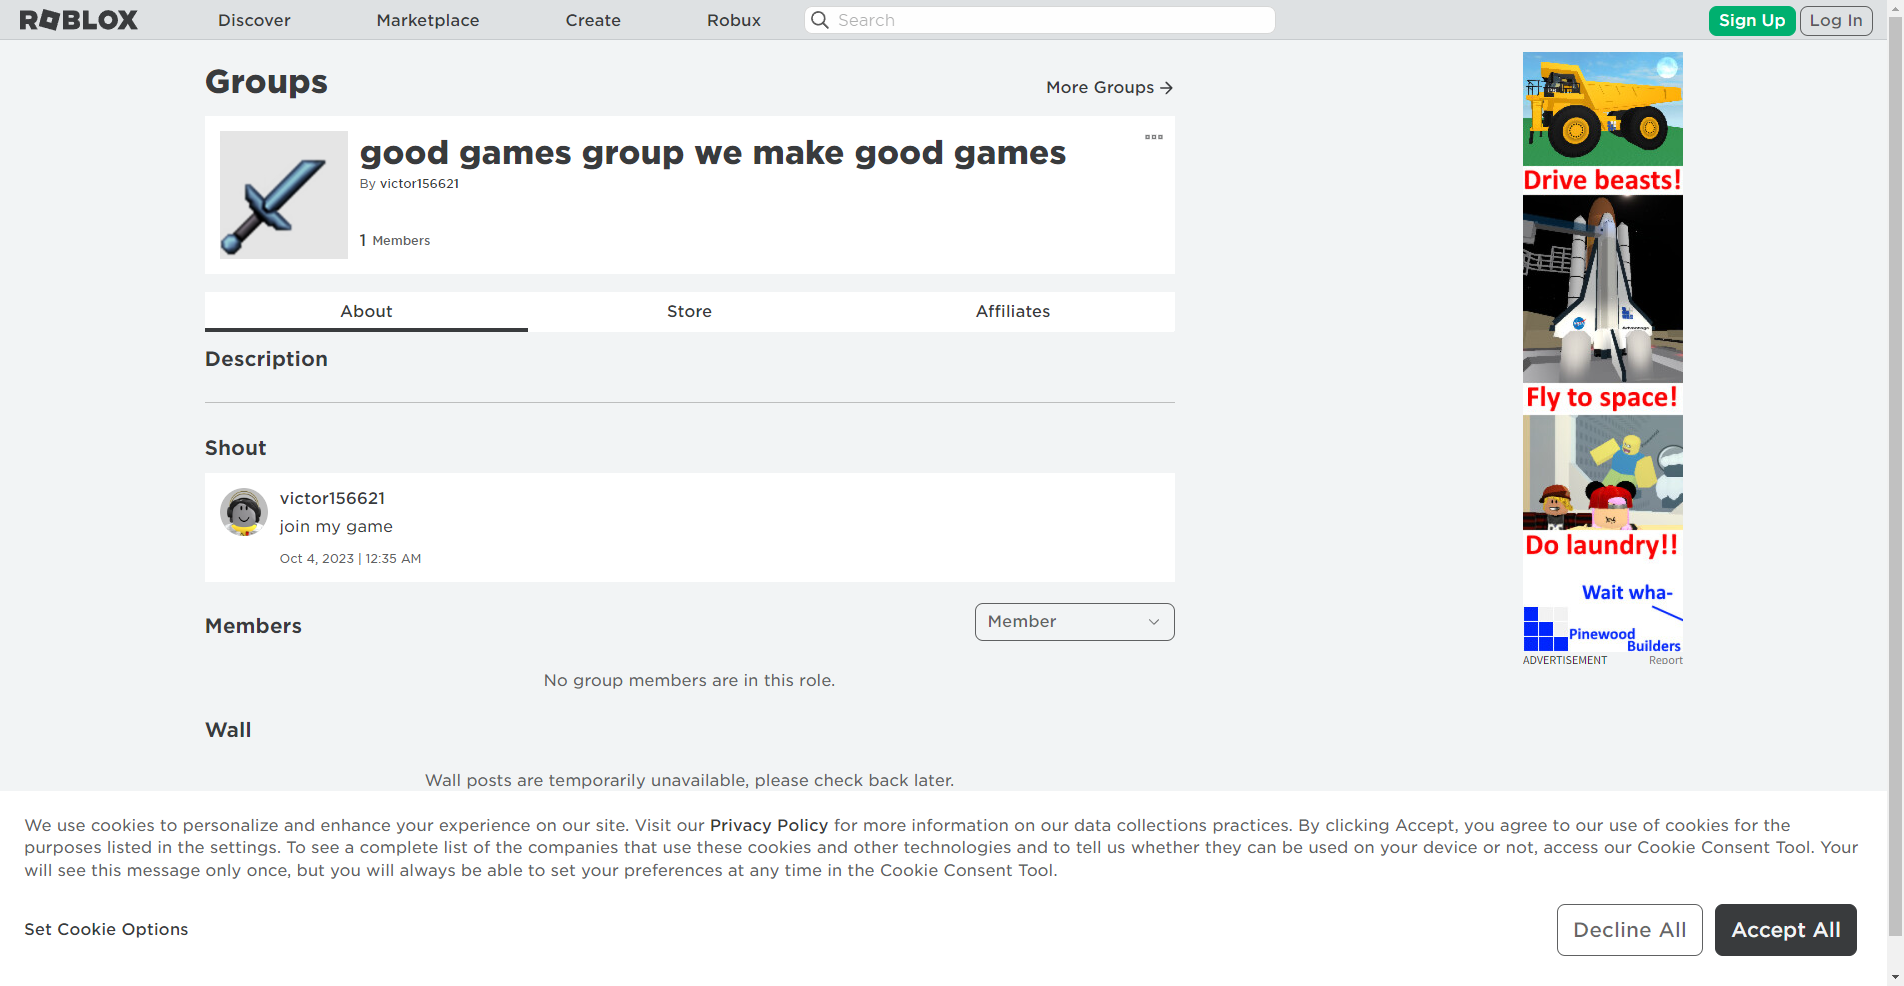 ROBLOX
Discover
Marketplace
Create
Robux
Search
Sign Up
Log In
Groups
More Groups →
good games group we make good games
By victor156621
1 Members
About
Store
Affiliates
Description
Shout
victor156621
join my game
Oct 4, 2023 | 12:35 AM
Members
Member
No group members are in this role.
Wall
Wall posts are temporarily unavailable, please check back later.
Drive beasts!
Fly to space!
Do laundry!!
Wait wha-
Pinewood
Builders
ADVERTISEMENT
Report
We use cookies to personalize and enhance your experience on our site. Visit our Privacy Policy for more information on our data collections practices. By clicking Accept, you agree to our use of cookies for the
purposes listed in the settings. To see a complete list of the companies that use these cookies and other technologies and to tell us whether they can be used on your device or not, access our Cookie Consent Tool. Your
will see this message only once, but you will always be able to set your preferences at any time in the Cookie Consent Tool.
Set Cookie Options
Decline All
Accept All